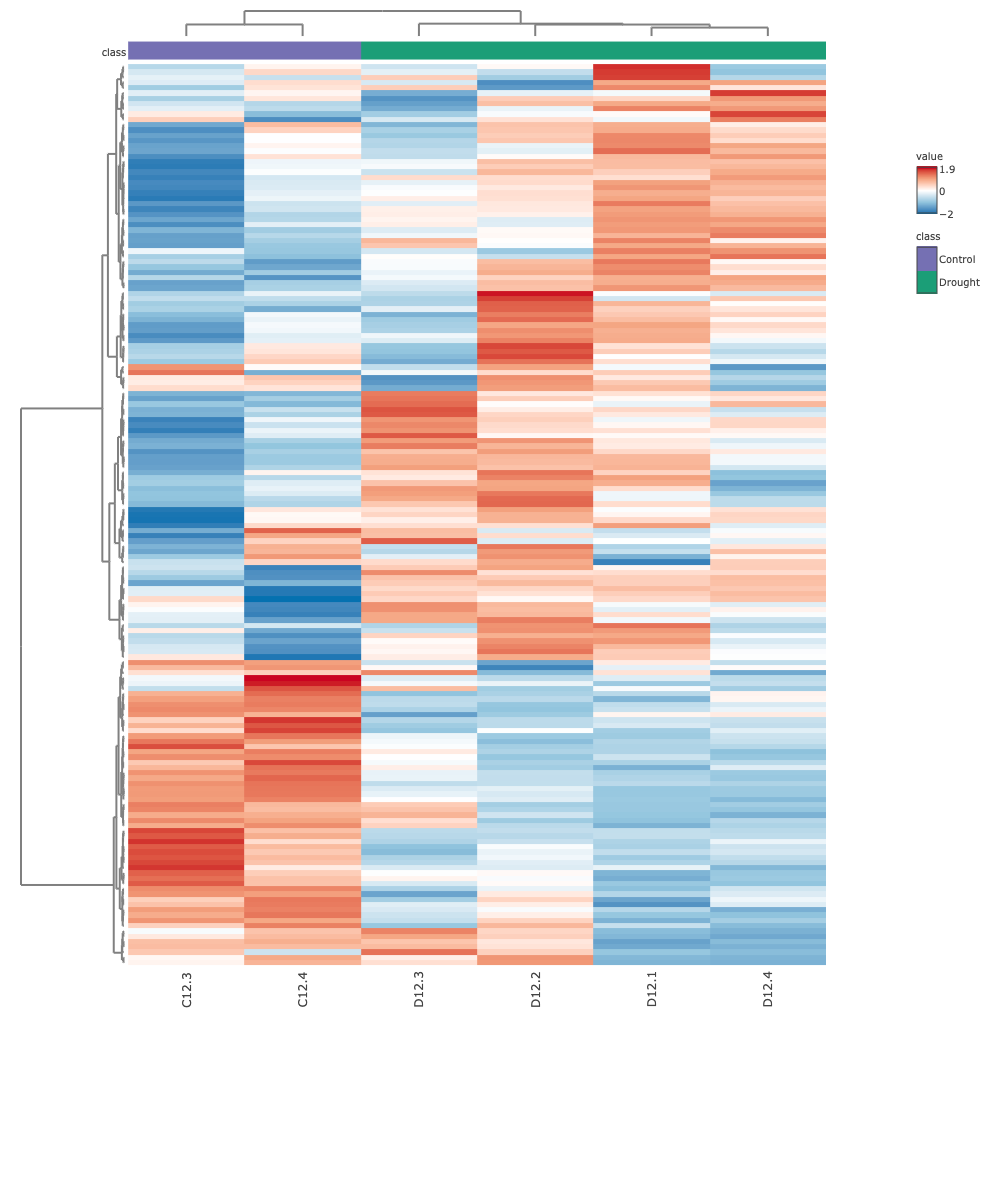 class
value
1.9
0
−2
class
Control
Drought
C12.3
C12.4
D12.3
D12.2
D12.1
D12.4